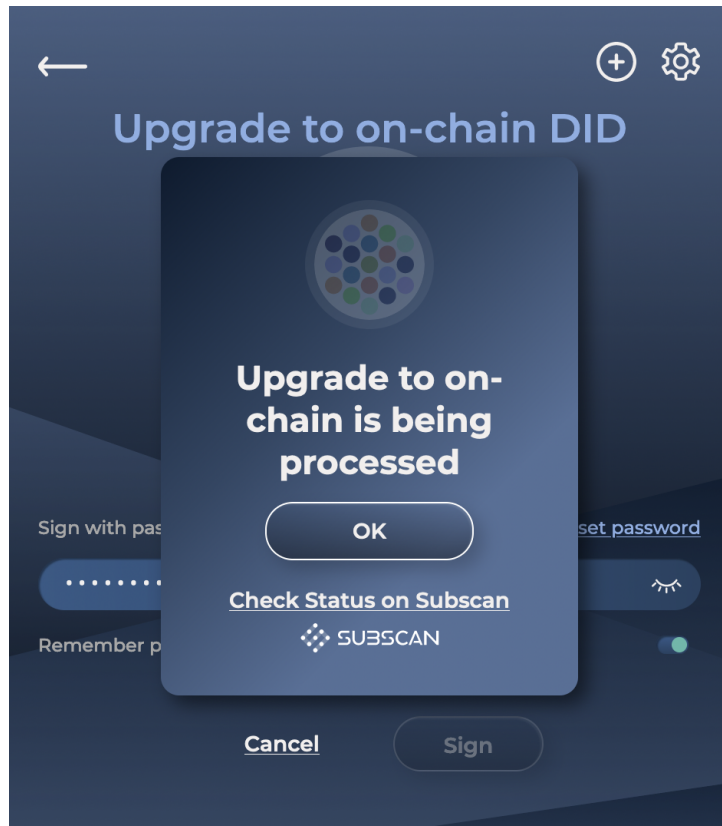 Upgrade to on-chain DID
Upgrade to on-
chain is being
processed
OK
Check Status on Subscan
SUBSCAN
Sign with pas
set password
Remember p
Cancel
Sign